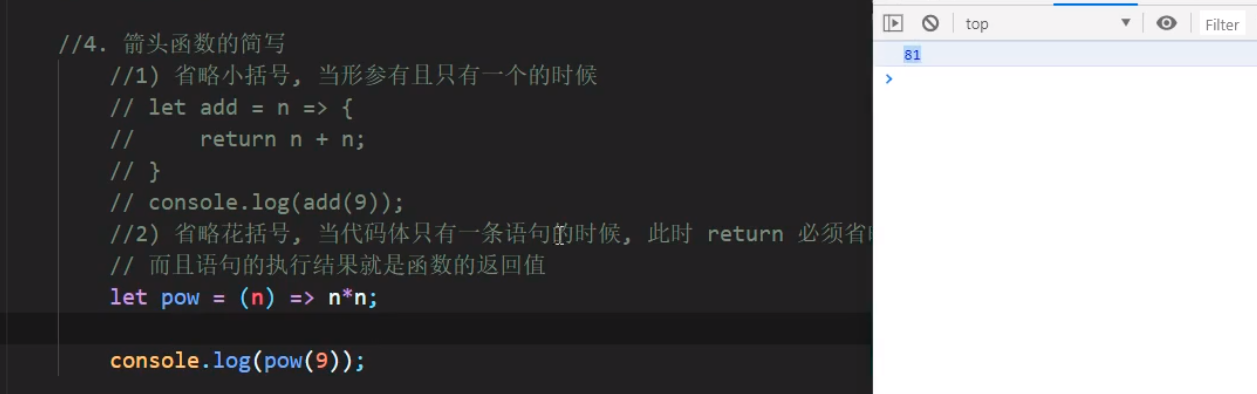 //4. 箭头函数的简写
//1) 省略小括号, 当形参有且只有一个的时候
// let add = n => {
//     return n + n;
// }
// console.log(add(9));
//2) 省略花括号, 当代码体只有一条语句的时候, 此时 return 必须省
// 而且语句的执行结果就是函数的返回值
let pow = (n) => n*n;
console.log(pow(9));
top
Filter
81
>